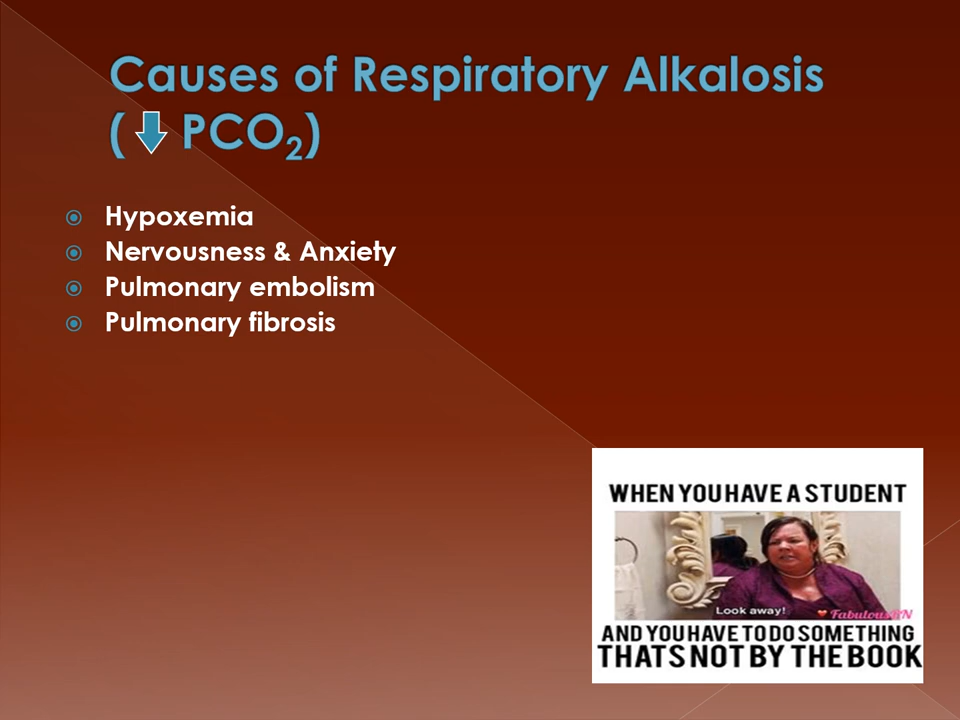 Causes of Respiratory Alkalosis
( PCO₂)
Hypoxemia
Nervousness & Anxiety
Pulmonary embolism
Pulmonary fibrosis
WHEN YOU HAVE A STUDENT
Look away!
FabulousRN
AND YOU HAVE TO DO SOMETHING
THATS NOT BY THE BOOK